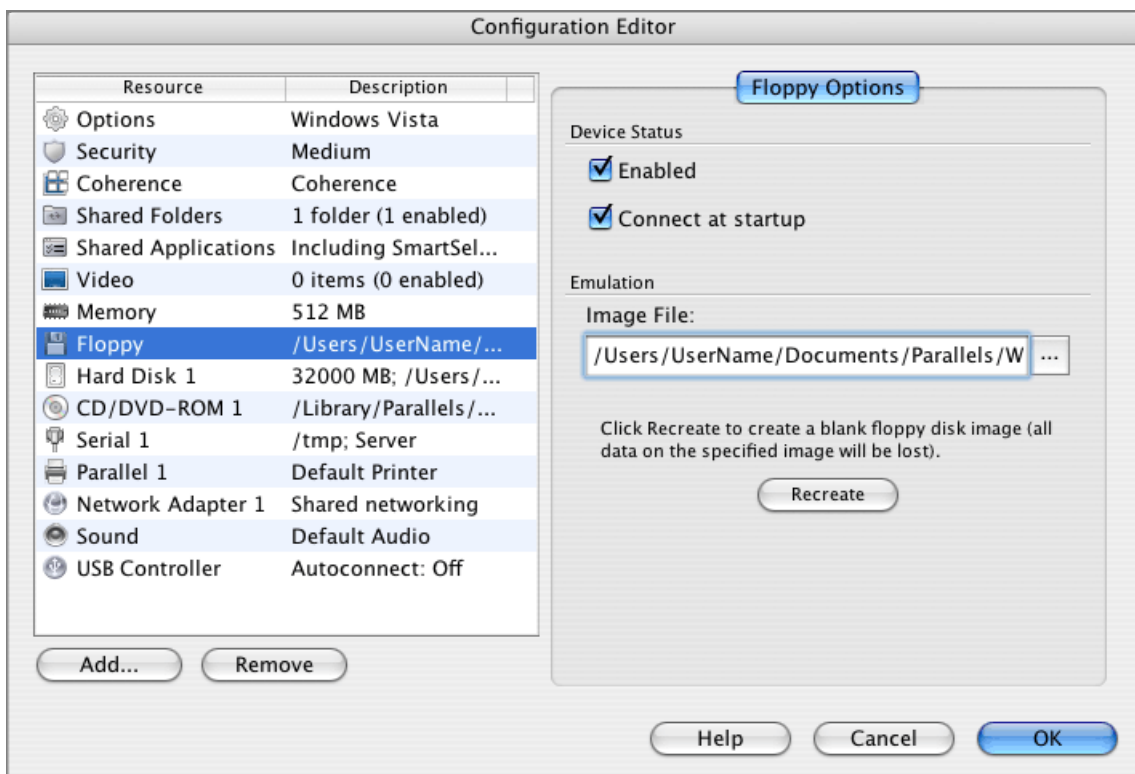 Configuration Editor
Resource Description
Options Windows Vista
Security Medium
Coherence Coherence
Shared Folders 1 folder (1 enabled)
Shared Applications Including SmartSel...
Video 0 items (0 enabled)
Memory 512 MB
Floppy /Users/UserName/...
Hard Disk 1 32000 MB; /Users/...
CD/DVD-ROM 1 /Library/Parallels/...
Serial 1 /tmp; Server
Parallel 1 Default Printer
Network Adapter 1 Shared networking
Sound Default Audio
USB Controller Autoconnect: Off
Add... Remove
Floppy Options
Device Status
Enabled
Connect at startup
Emulation
Image File:
/Users/UserName/Documents/Parallels/W ...
Click Recreate to create a blank floppy disk image (all
data on the specified image will be lost).
Recreate
Help Cancel OK